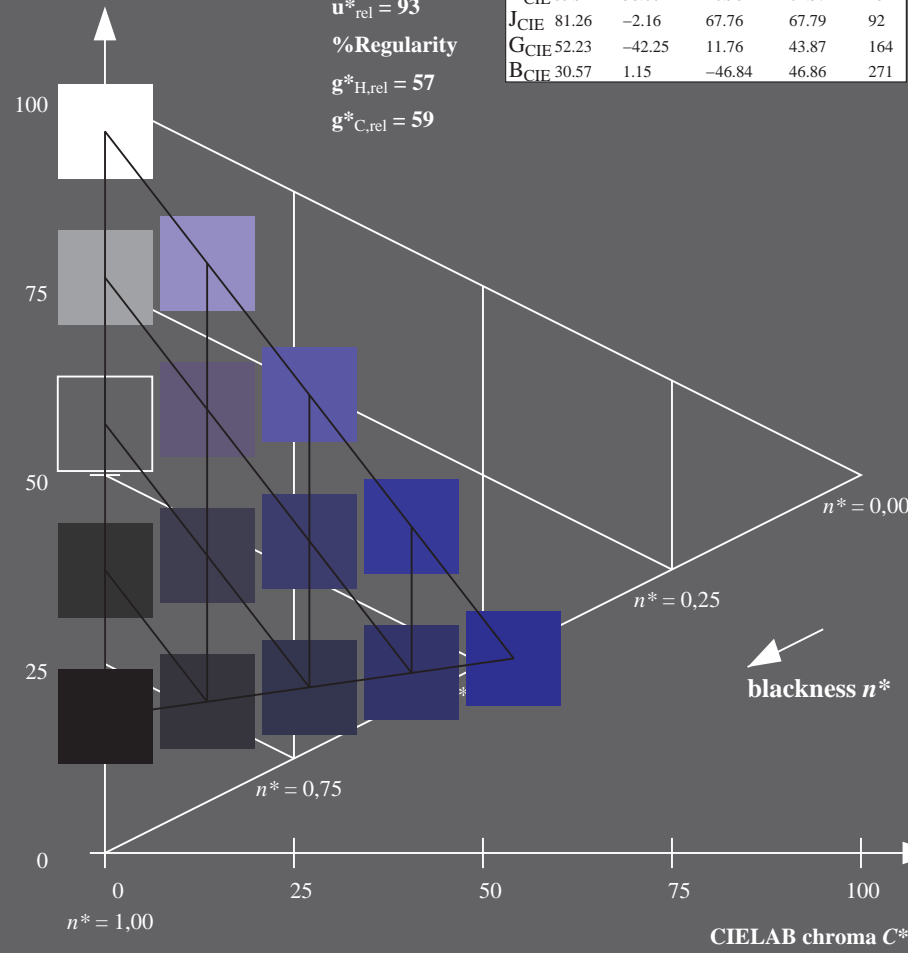 u*rel = 93
%Regularity
g*H,rel = 57
g*C,rel = 59
JCIE 81.26 –2.16 67.76 67.79 92
GCIE 52.23 –42.25 11.76 43.87 164
BCIE 30.57 1.15 –46.84 46.86 271
100
75
50
25
0
n* = 0,00
n* = 0,25
blackness n*
n* = 0,75
0 25 50 75 100
n* = 1,00
CIELAB chroma C*